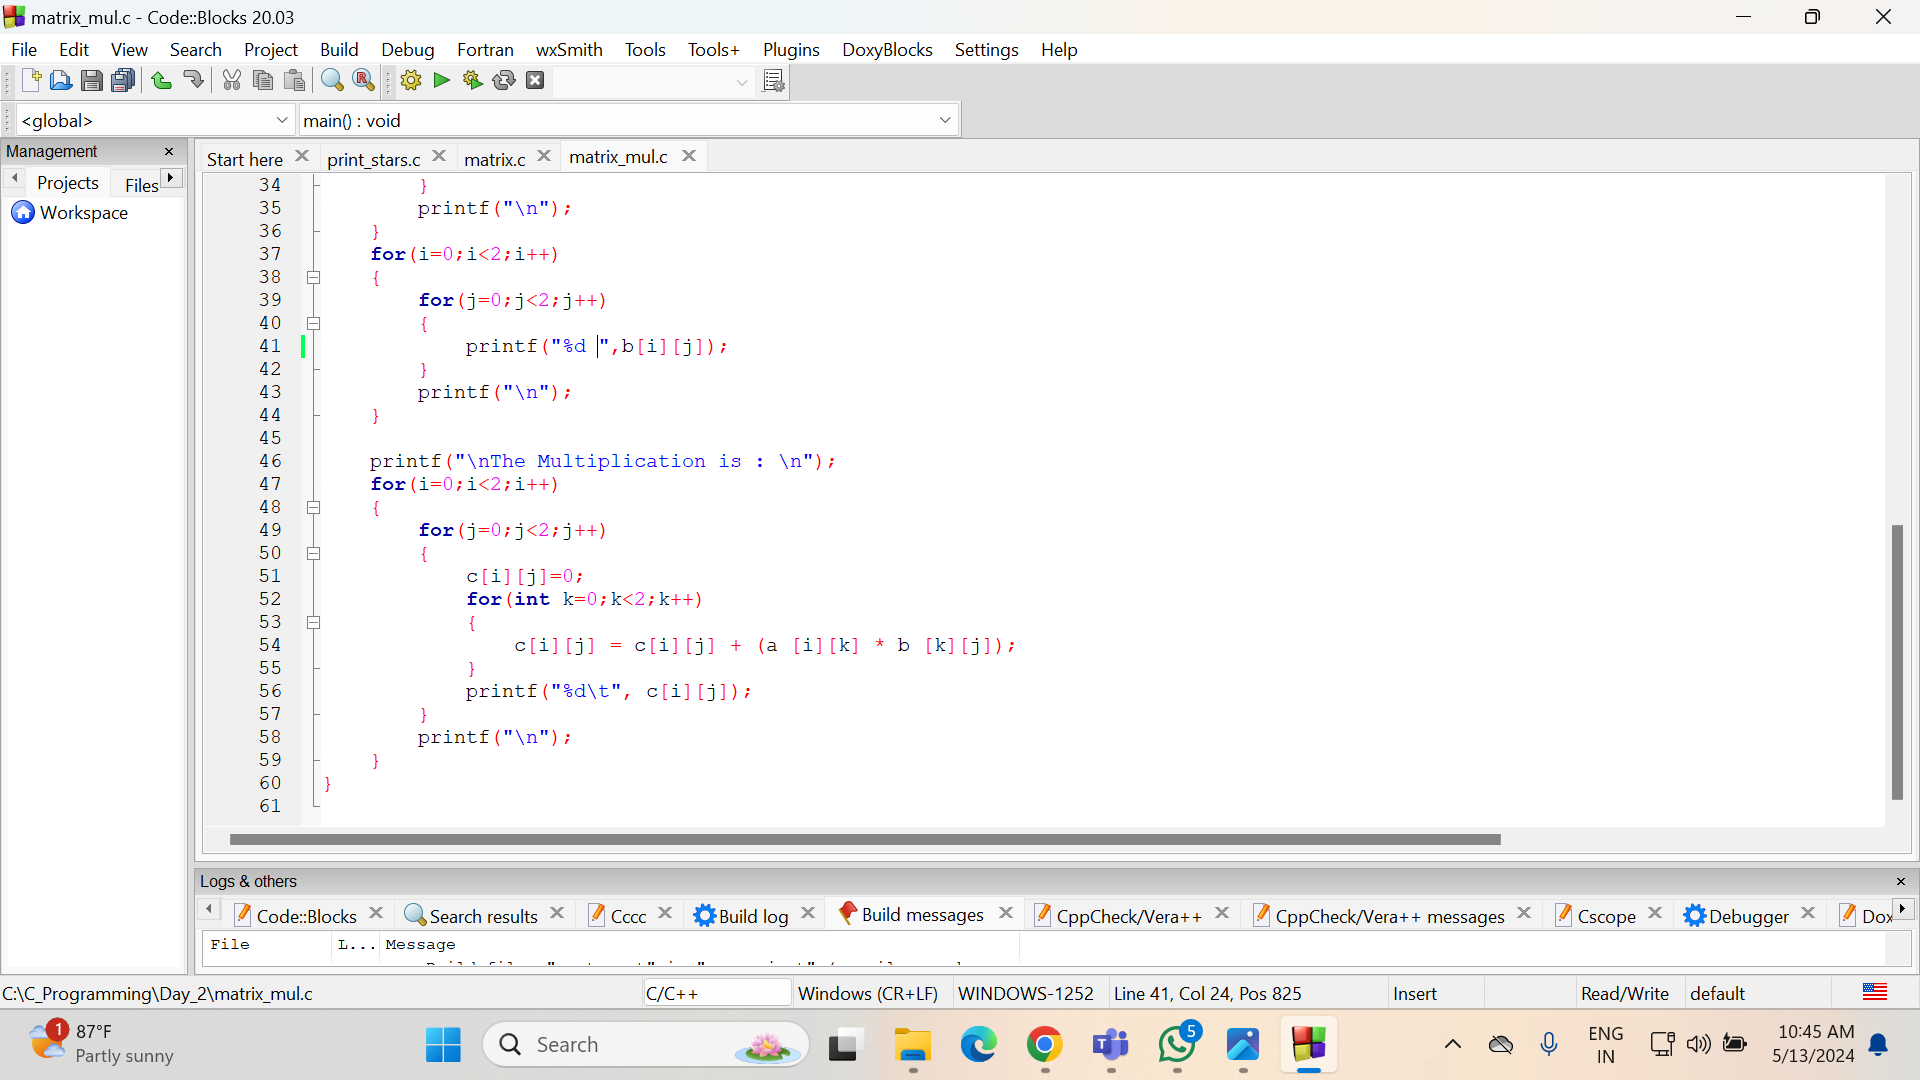 matrix_mul.c - Code::Blocks 20.03
File Edit View Search Project Build Debug Fortran wxSmith Tools Tools+ Plugins DoxyBlocks Settings Help
<global> main() : void
Management
Start here print_stars.c matrix.c matrix_mul.c
Projects Files
Workspace
34 }
35 printf("\n");
36 }
37 for(i=0;i<2;i++)
38 {
39 for(j=0;j<2;j++)
40 {
41 printf("%d ",b[i][j]);
42 }
43 printf("\n");
44 }
45
46 printf("\nThe Multiplication is : \n");
47 for(i=0;i<2;i++)
48 {
49 for(j=0;j<2;j++)
50 {
51 c[i][j]=0;
52 for(int k=0;k<2;k++)
53 {
54 c[i][j] = c[i][j] + (a [i][k] * b [k][j]);
55 }
56 printf("%d\t", c[i][j]);
57 }
58 printf("\n");
59 }
60 }
61
Logs & others
Code::Blocks Search results Cccc Build log Build messages CppCheck/Vera++ CppCheck/Vera++ messages Cscope Debugger Dox
File L... Message
C:\C_Programming\Day_2\matrix_mul.c C/C++ Windows (CR+LF) WINDOWS-1252 Line 41, Col 24, Pos 825 Insert Read/Write default
1 87°F
Partly sunny
Search
5
ENG
IN
10:45 AM
5/13/2024